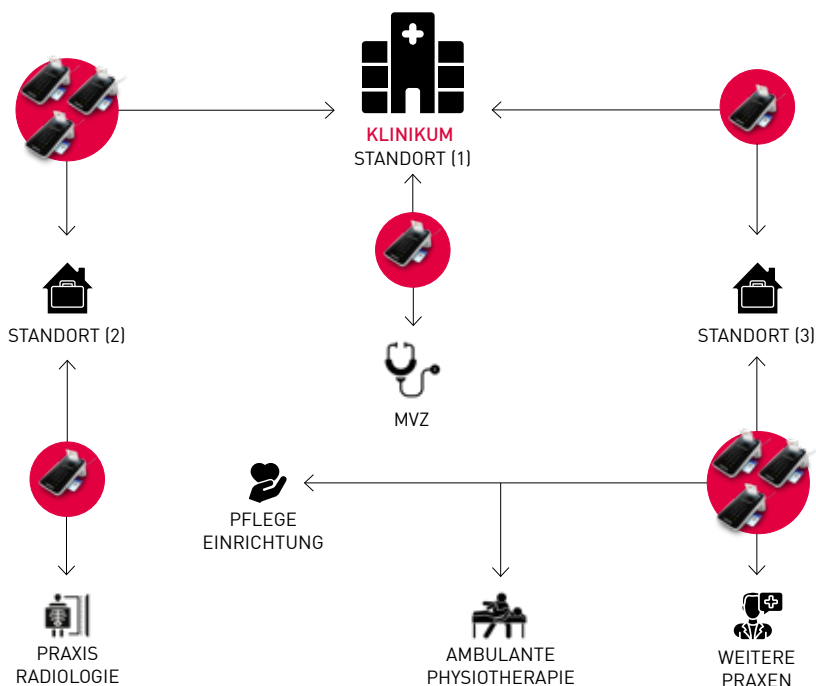 KLINIKUM
STANDORT (1)
STANDORT (2)
STANDORT (3)
MVZ
PFLEGE
EINRICHTUNG
PRAXIS
RADIOLOGIE
AMBULANTE
PHYSIOTHERAPIE
WEITERE
PRAXEN